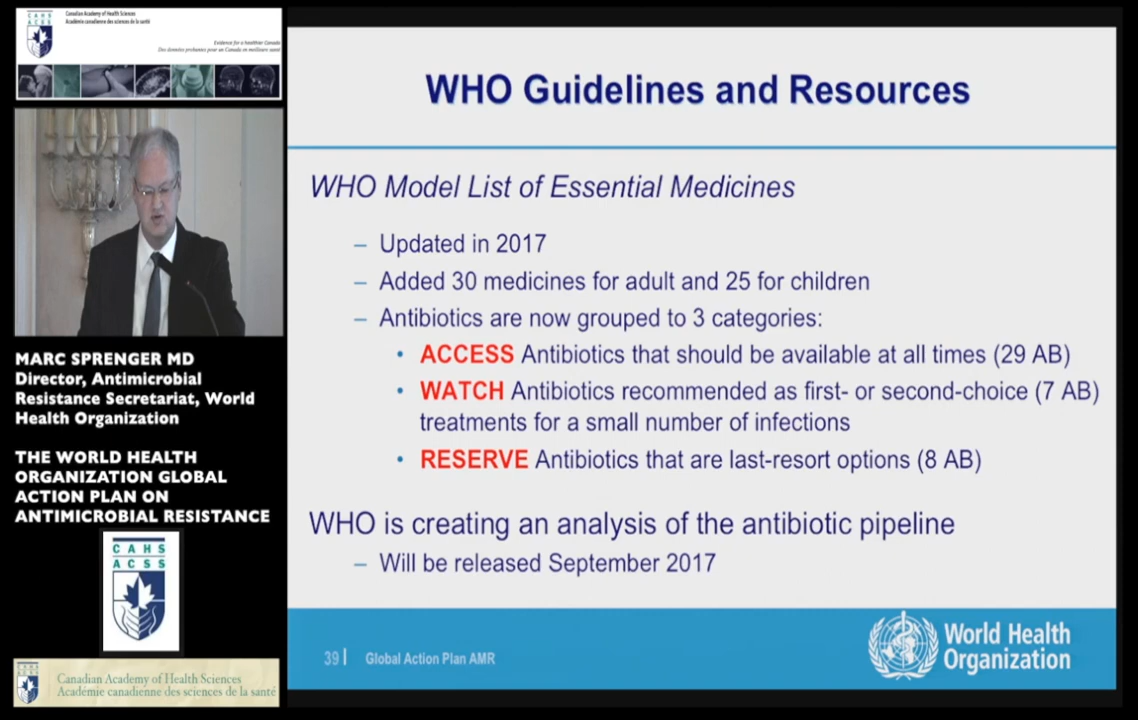 Canadian Academy of Health Sciences
Académie canadienne des sciences de la santé
CAHS
ACSS
Evidence for a healthier Canada
Des données probantes pour un Canada en meilleure santé
MARC SPRENGER MD
Director, Antimicrobial
Resistance Secretariat, World
Health Organization
THE WORLD HEALTH
ORGANIZATION GLOBAL
ACTION PLAN ON
ANTIMICROBIAL RESISTANCE
CAHS
ACSS
Canadian Academy of Health Sciences
Académie canadienne des sciences de la santé
WHO Guidelines and Resources
WHO Model List of Essential Medicines
– Updated in 2017
– Added 30 medicines for adult and 25 for children
– Antibiotics are now grouped to 3 categories:
• ACCESS Antibiotics that should be available at all times (29 AB)
• WATCH Antibiotics recommended as first- or second-choice (7 AB)
treatments for a small number of infections
• RESERVE Antibiotics that are last-resort options (8 AB)
WHO is creating an analysis of the antibiotic pipeline
– Will be released September 2017
39 | Global Action Plan AMR
World Health
Organization